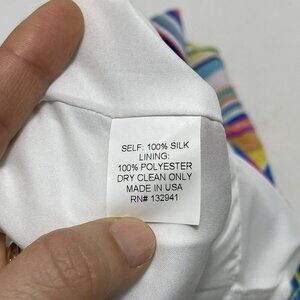 SELF: 100% SILK
LINING:
100% POLYESTER
DRY CLEAN ONLY
MADE IN USA
RN# 132941